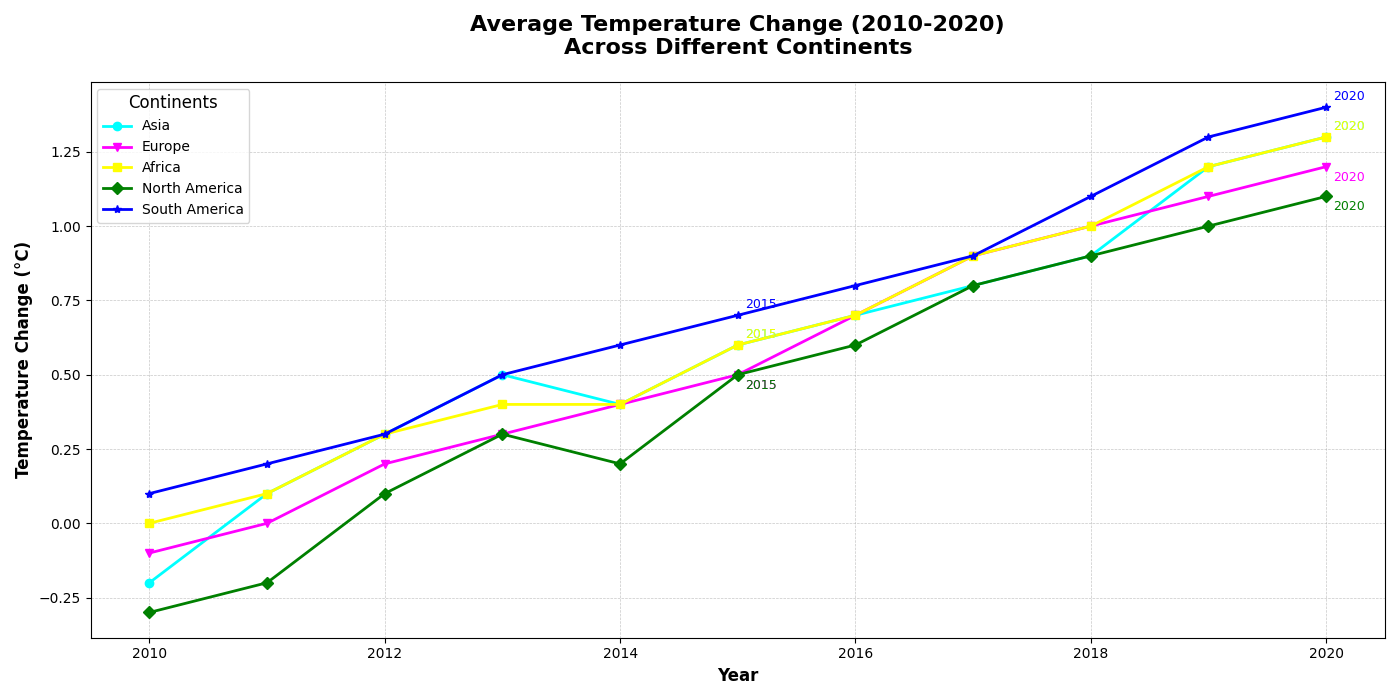 Average Temperature Change (2010-2020)
Across Different Continents
Continents
Asia
Europe
Africa
North America
South America
Temperature Change (°C)
1.25
1.00
0.75
0.50
0.25
0.00
−0.25
2020
2020
2020
2020
2015
2015
2015
2010
2012
2014
2016
2018
2020
Year